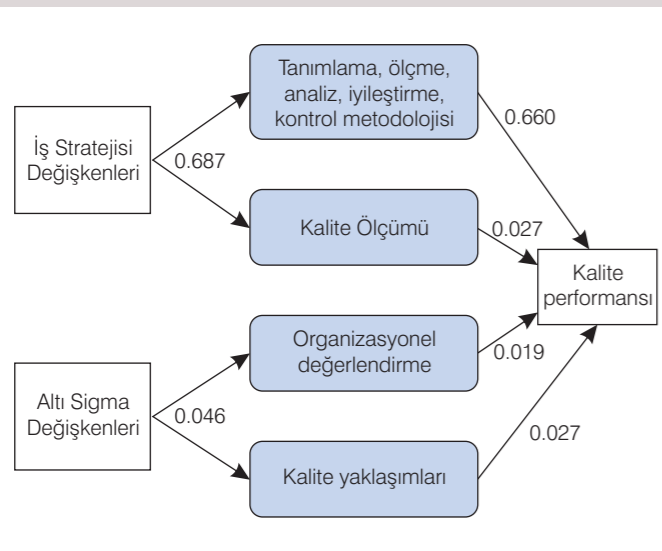 Tanımlama, ölçme,
analiz, iyileştirme,
kontrol metodolojisi
0.660
İş Stratejisi
Değişkenleri
0.687
Kalite Ölçümü
0.027
Kalite
performansı
Organizasyonel
değerlendirme
0.019
Altı Sigma
Değişkenleri
0.046
0.027
Kalite yaklaşımları